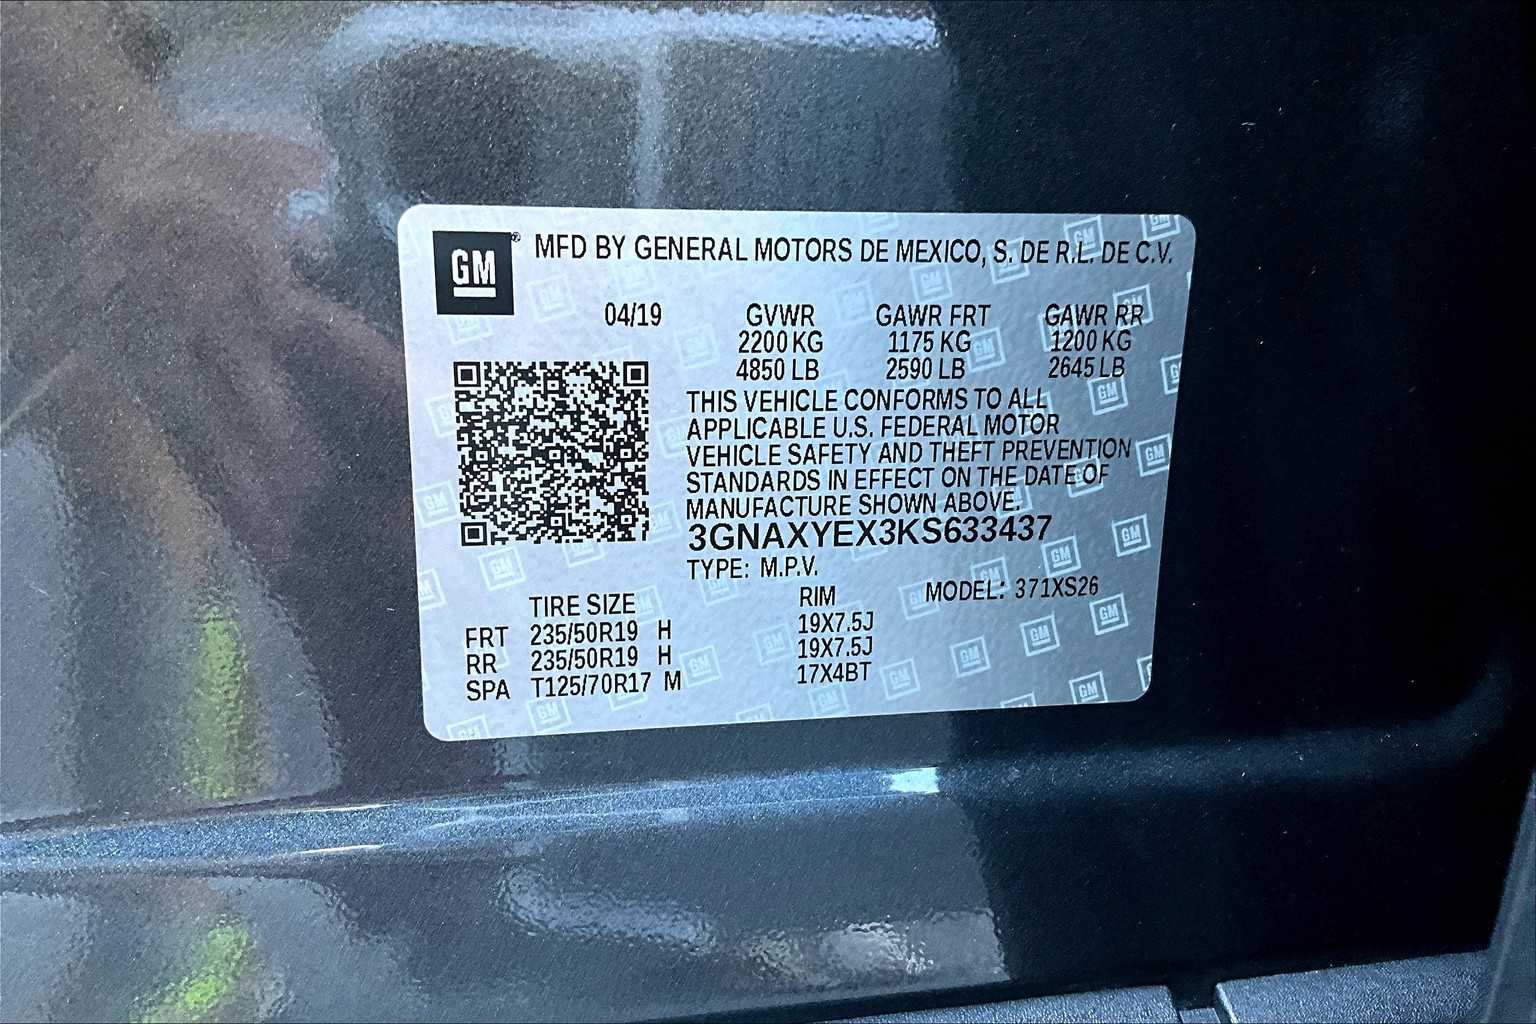 GM® MFD BY GENERAL MOTORS DE MEXICO, S. DE R.L. DE C.V.
04/19 GVWR GAWR FRT GAWR RR
2200 KG 1175 KG 1200 KG
4850 LB 2590 LB 2645 LB
THIS VEHICLE CONFORMS TO ALL
APPLICABLE U.S. FEDERAL MOTOR
VEHICLE SAFETY AND THEFT PREVENTION
STANDARDS IN EFFECT ON THE DATE OF
MANUFACTURE SHOWN ABOVE.
3GNAXYEX3KS633437
TYPE: M.P.V. MODEL: 371XS26
TIRE SIZE RIM
FRT 235/50R19 H 19X7.5J
RR 235/50R19 H 19X7.5J
SPA T125/70R17 M 17X4BT